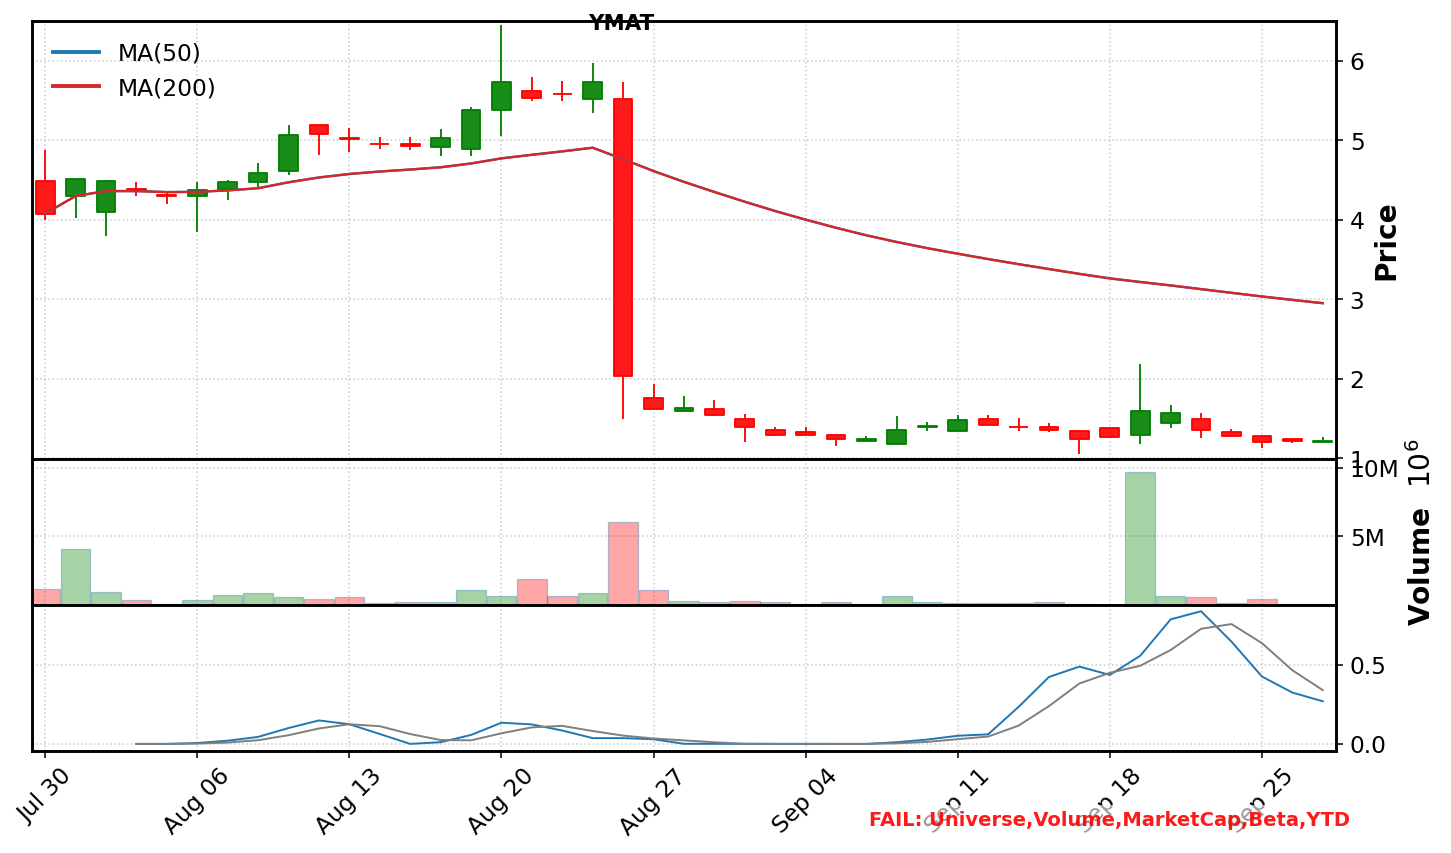 YMAT
MA(50)
MA(200)
6
5
4
3
2
1
Price
10M
5M
Volume 10^6
0.5
0.0
Jul 30
Aug 06
Aug 13
Aug 20
Aug 27
Sep 04
Sep 11
Sep 18
Sep 25
FAIL: Universe,Volume,MarketCap,Beta,YTD